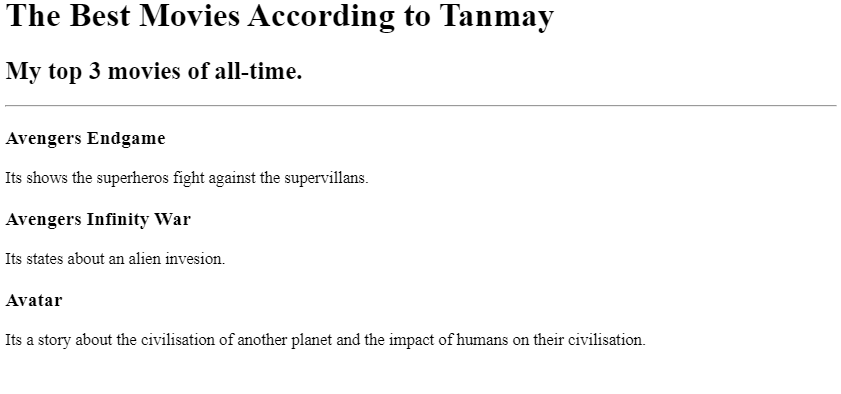 The Best Movies According to Tanmay
My top 3 movies of all-time.
Avengers Endgame
Its shows the superheros fight against the supervillans.
Avengers Infinity War
Its states about an alien invesion.
Avatar
Its a story about the civilisation of another planet and the impact of humans on their civilisation.